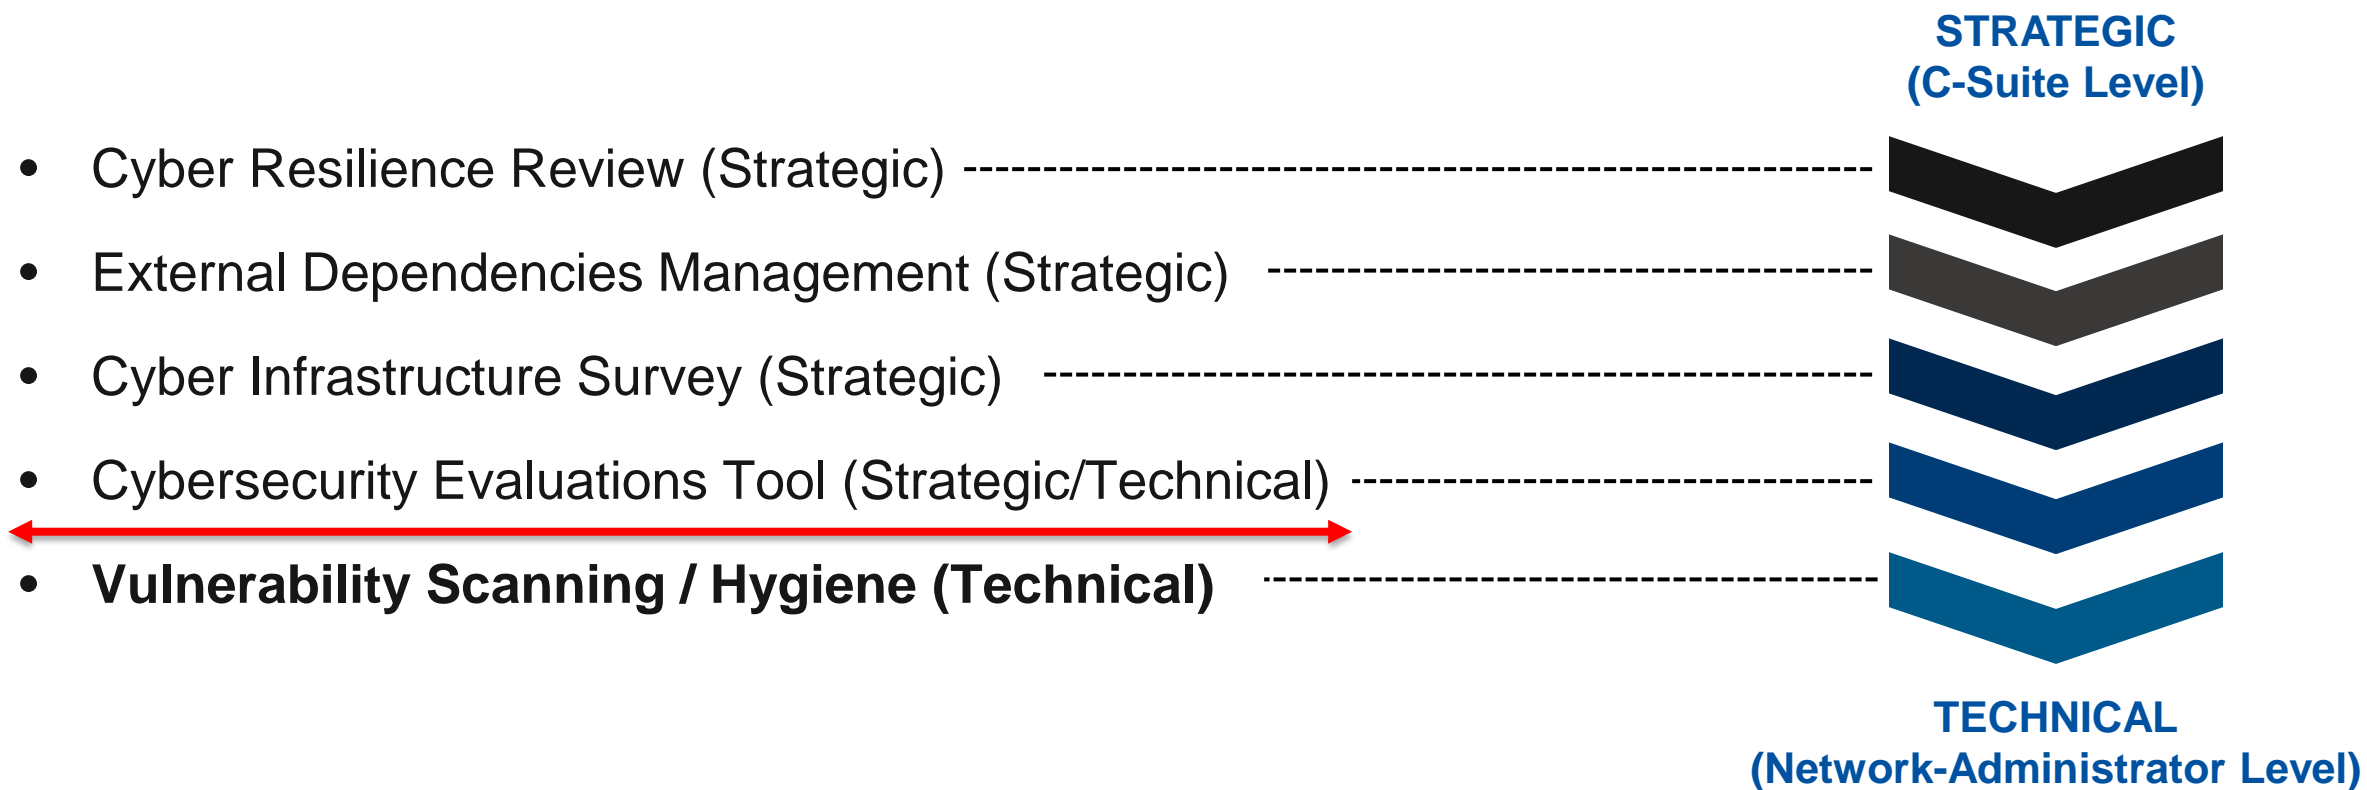 STRATEGIC
(C-Suite Level)
• Cyber Resilience Review (Strategic)
• External Dependencies Management (Strategic)
• Cyber Infrastructure Survey (Strategic)
• Cybersecurity Evaluations Tool (Strategic/Technical)
• Vulnerability Scanning / Hygiene (Technical)
TECHNICAL
(Network-Administrator Level)